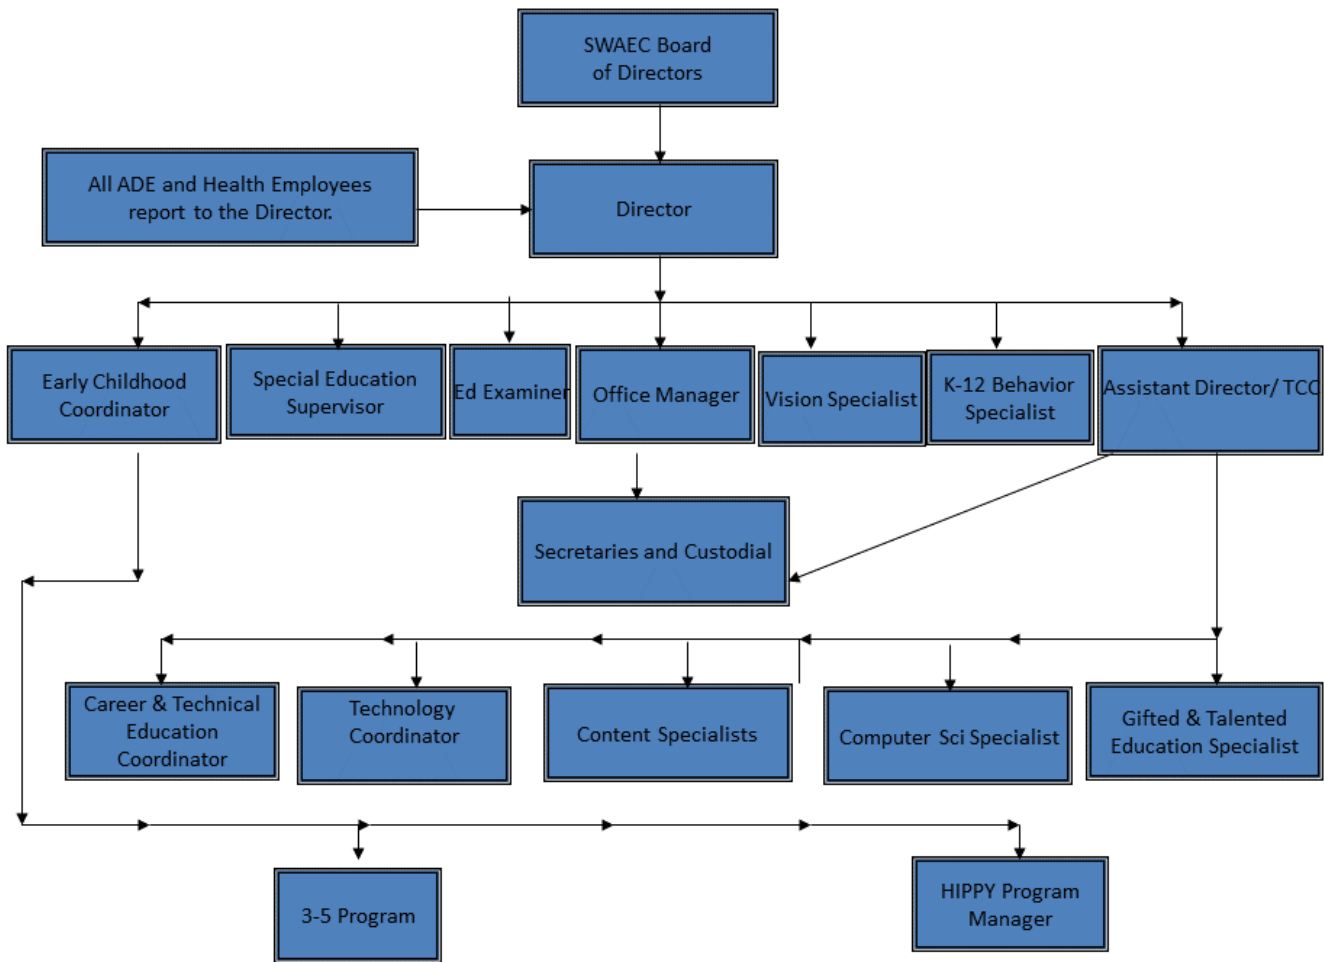 SWAEC Board
of Directors
All ADE and Health Employees
report to the Director.
Director
Early Childhood
Coordinator
Special Education
Supervisor
Ed Examiner
Office Manager
Vision Specialist
K-12 Behavior
Specialist
Assistant Director/ TCC
Secretaries and Custodial
Career & Technical
Education
Coordinator
Technology
Coordinator
Content Specialists
Computer Sci Specialist
Gifted & Talented
Education Specialist
3-5 Program
HIPPY Program
Manager